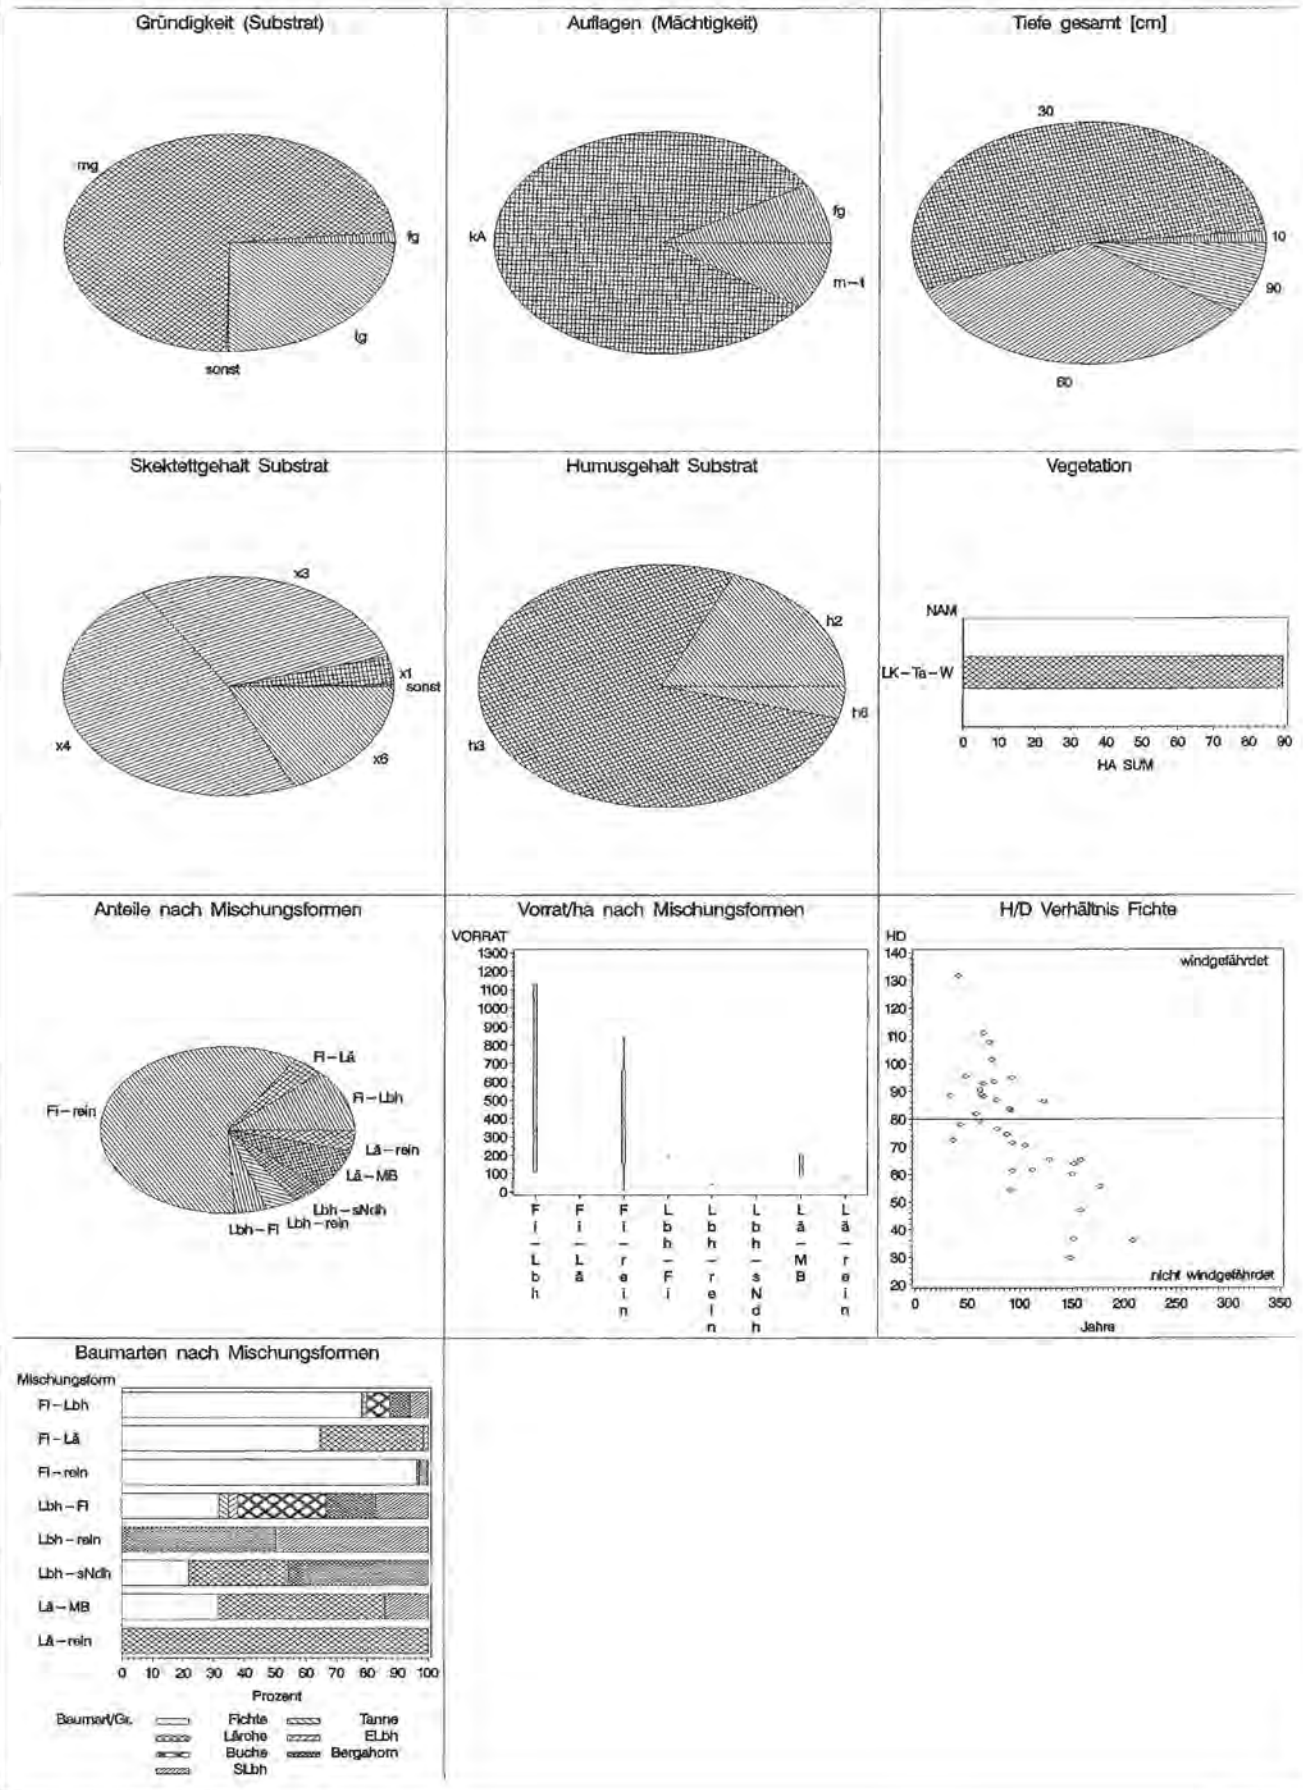 Gründigkeit (Substrat)
mg
fg
lg
sonst
Auflagen (Mächtigkeit)
kA
fg
m-t
Tiefe gesamt [cm]
30
10
90
60
Skektettgehalt Substrat
x3
x1
sonst
x4
x6
Humusgehalt Substrat
h2
h6
h3
Vegetation
NAM
LK-Ta-W
0 10 20 30 40 50 60 70 80 90
HA SUM
Anteile nach Mischungsformen
Fi-Lä
Fi-Lbh
Fi-rein
Lä-rein
Lä-MB
Lbh-sNdh
Lbh-rein
Lbh-Fi
Vorrat/ha nach Mischungsformen
VORRAT
1300
1200
1100
1000
900
800
700
600
500
400
300
200
100
0
Fi-Lbh
Fi-Lä
Fi-rein
Lbh-Fi
Lbh-rein
Lbh-sNdh
Lä-MB
Lä-rein
H/D Verhältnis Fichte
HD
140
windgefährdet
130
120
110
100
90
80
70
60
50
40
30
nicht windgefährdet
20
0 50 100 150 200 250 300 350
Jahre
Baumarten nach Mischungsformen
Mischungsform
Fi-Lbh
Fi-Lä
Fi-rein
Lbh-Fi
Lbh-rein
Lbh-sNdh
Lä-MB
Lä-rein
0 10 20 30 40 50 60 70 80 90 100
Prozent
Baumart/Gr. Fichte Tanne
Lärche ELbh
Buche Bergahorn
SLbh